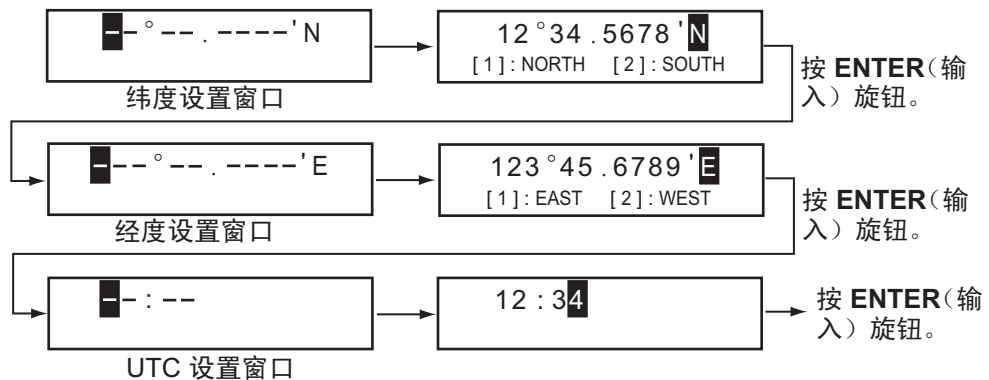 --°--.----'N
12°34.5678'N
[1]: NORTH [2]: SOUTH
纬度设置窗口
按 ENTER（输
入）旋钮。
---°--.----'E
123°45.6789'E
[1]: EAST [2]: WEST
经度设置窗口
按 ENTER（输
入）旋钮。
--:--
12:34
UTC 设置窗口
按 ENTER（输
入）旋钮。